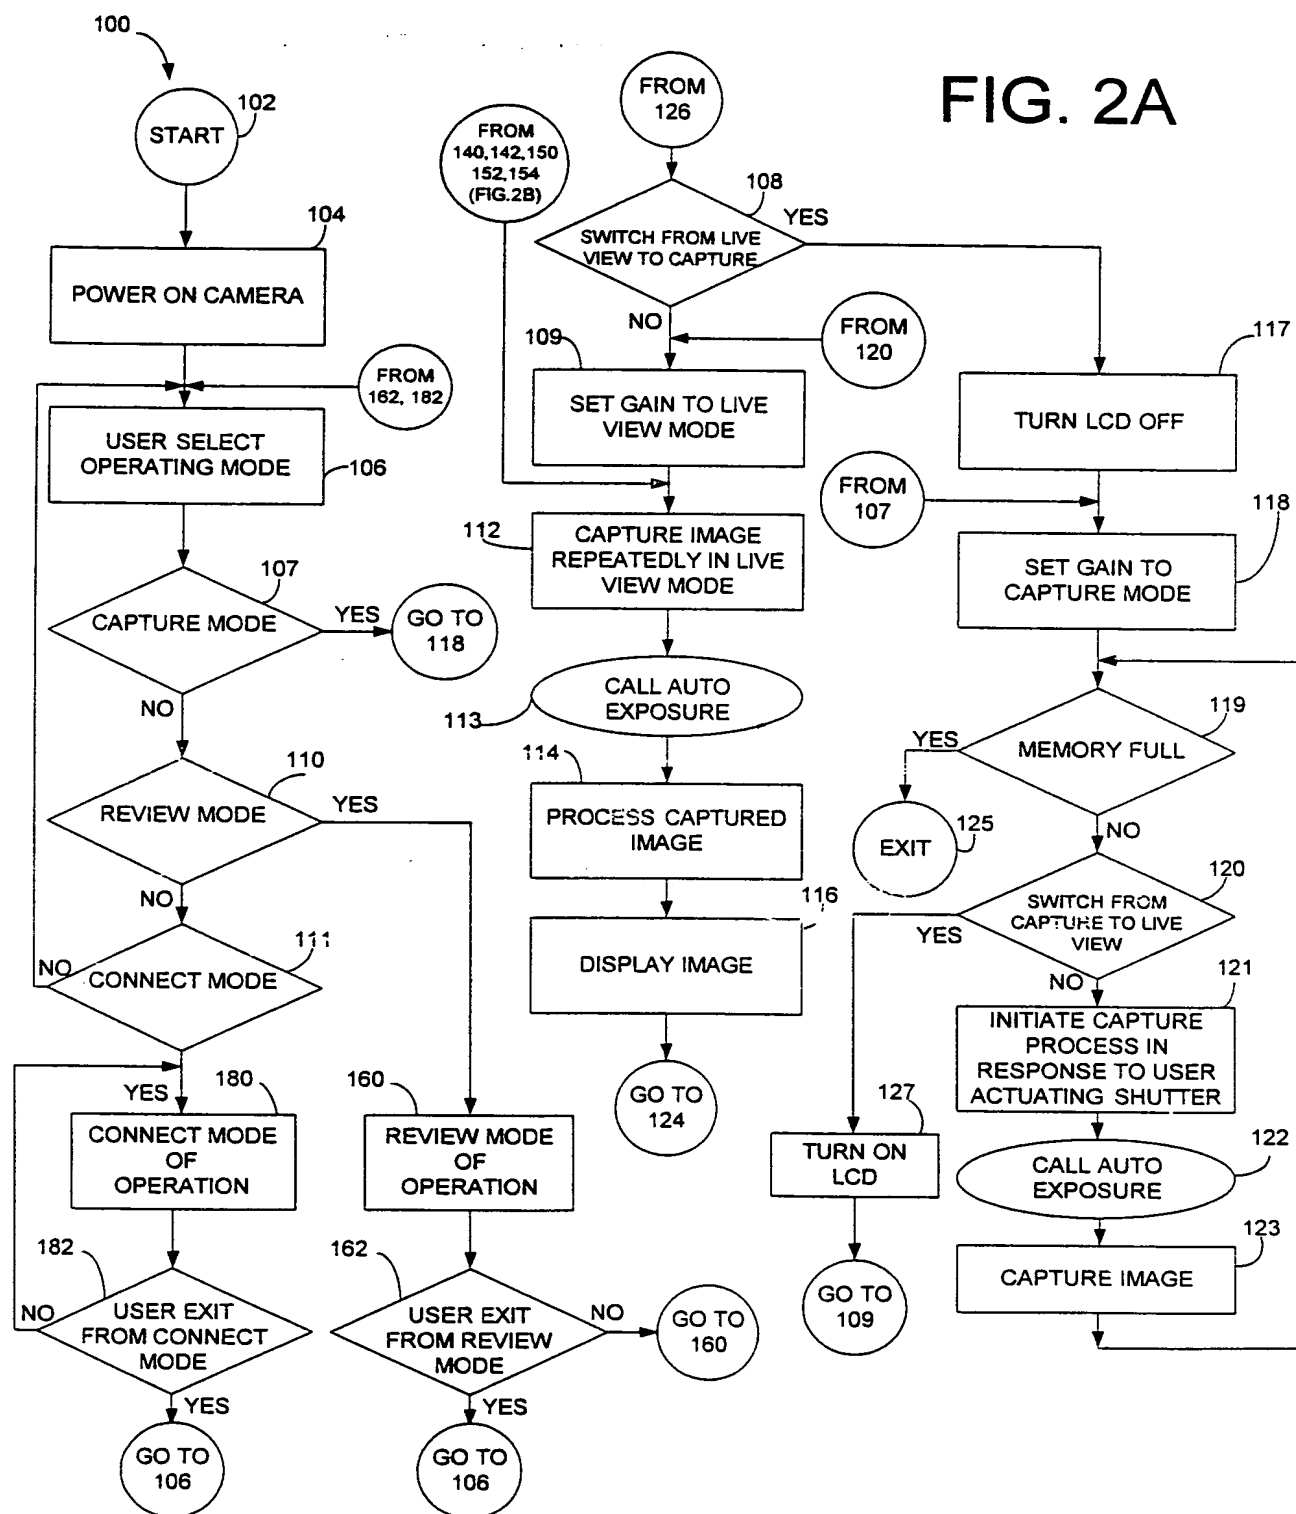 FIG. 2A
100
102
START
104
POWER ON CAMERA
FROM
162, 182
USER SELECT
OPERATING MODE
106
107
CAPTURE MODE
YES
GO TO
118
NO
110
REVIEW MODE
YES
NO
111
CONNECT MODE
NO
YES
180
CONNECT MODE
OF
OPERATION
182
USER EXIT
FROM CONNECT
MODE
NO
YES
GO TO
106
160
REVIEW MODE
OF
OPERATION
162
USER EXIT
FROM REVIEW
MODE
NO
GO TO
160
YES
GO TO
106
FROM
126
FROM
140,142,150
152,154
(FIG.2B)
108
SWITCH FROM LIVE
VIEW TO CAPTURE
YES
NO
FROM
120
109
SET GAIN TO LIVE
VIEW MODE
112
CAPTURE IMAGE
REPEATEDLY IN LIVE
VIEW MODE
113
CALL AUTO
EXPOSURE
114
PROCESS CAPTURED
IMAGE
116
DISPLAY IMAGE
GO TO
124
117
TURN LCD OFF
FROM
107
118
SET GAIN TO
CAPTURE MODE
119
MEMORY FULL
YES
EXIT
125
NO
120
SWITCH FROM
CAPTURE TO LIVE
VIEW
YES
NO
127
TURN ON
LCD
GO TO
109
121
INITIATE CAPTURE
PROCESS IN
RESPONSE TO USER
ACTUATING SHUTTER
122
CALL AUTO
EXPOSURE
123
CAPTURE IMAGE